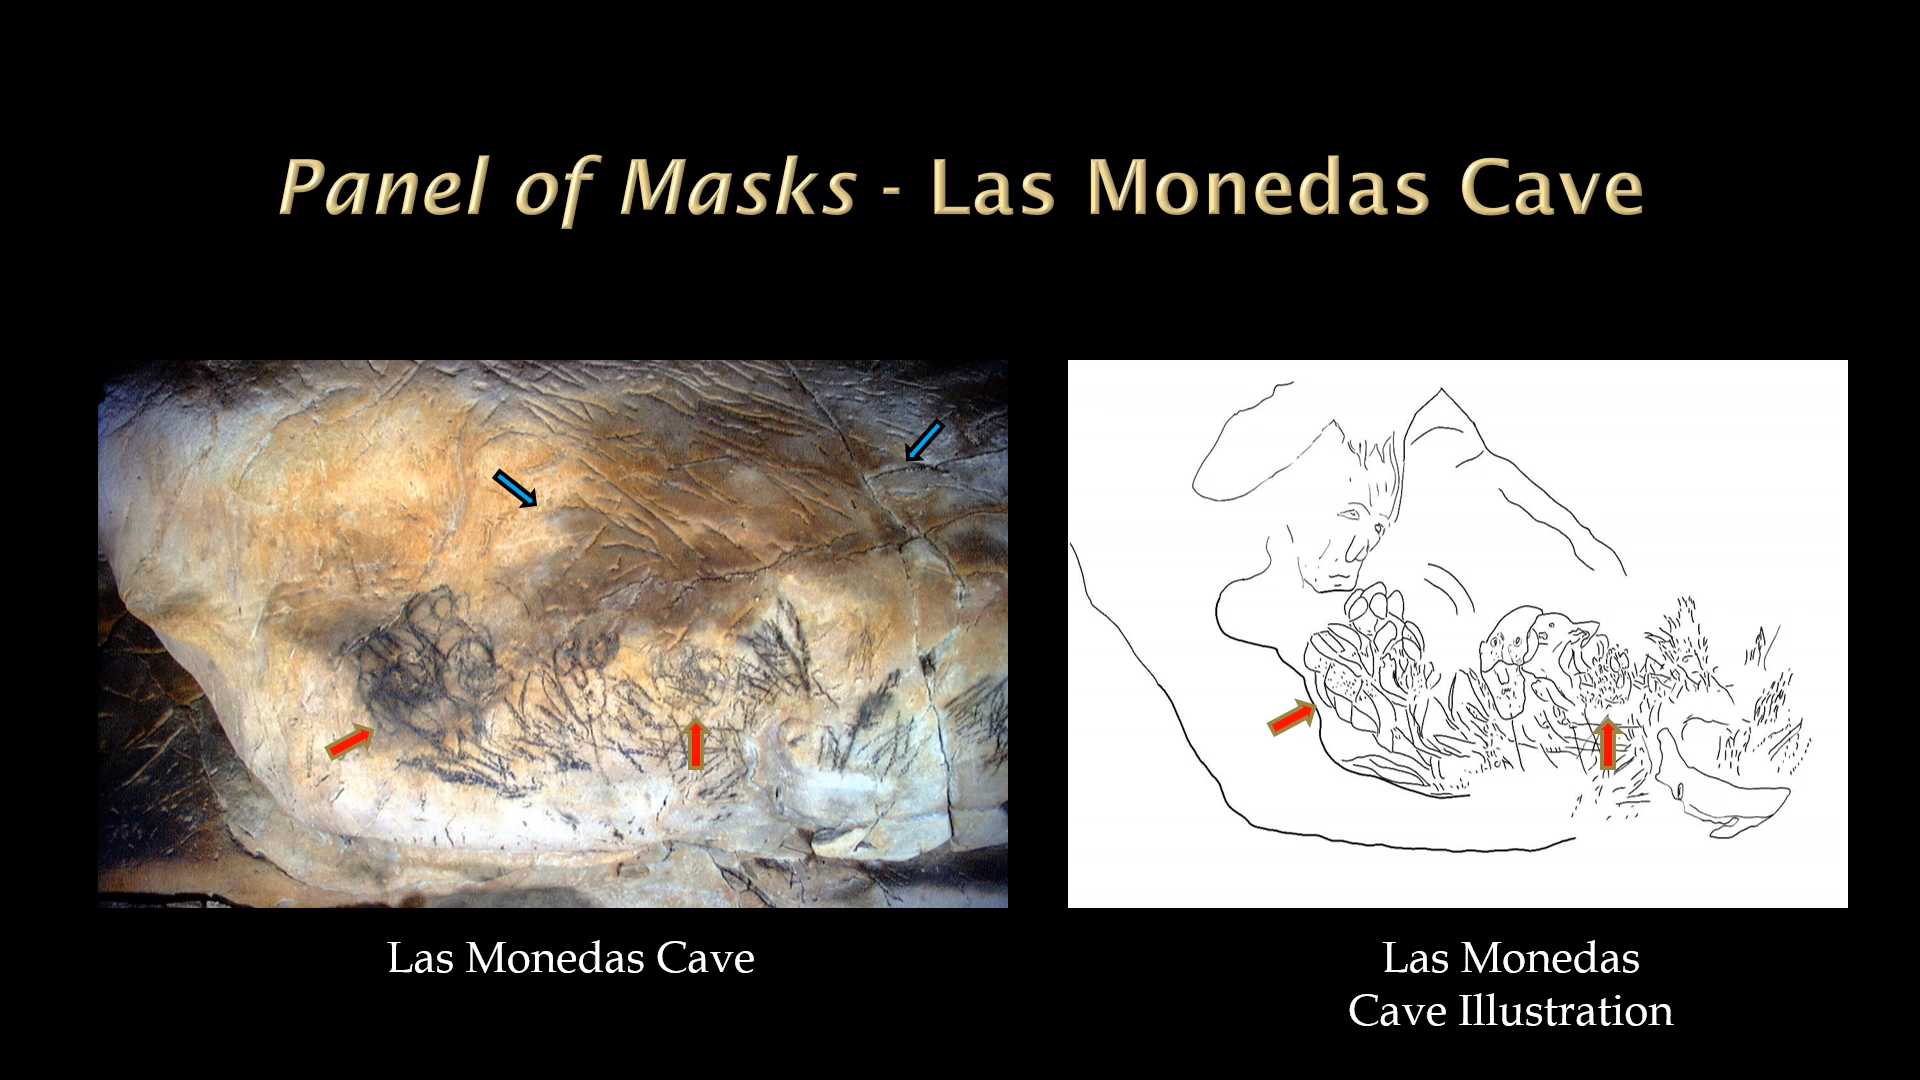 Panel of Masks - Las Monedas Cave
Las Monedas Cave
Las Monedas
Cave Illustration